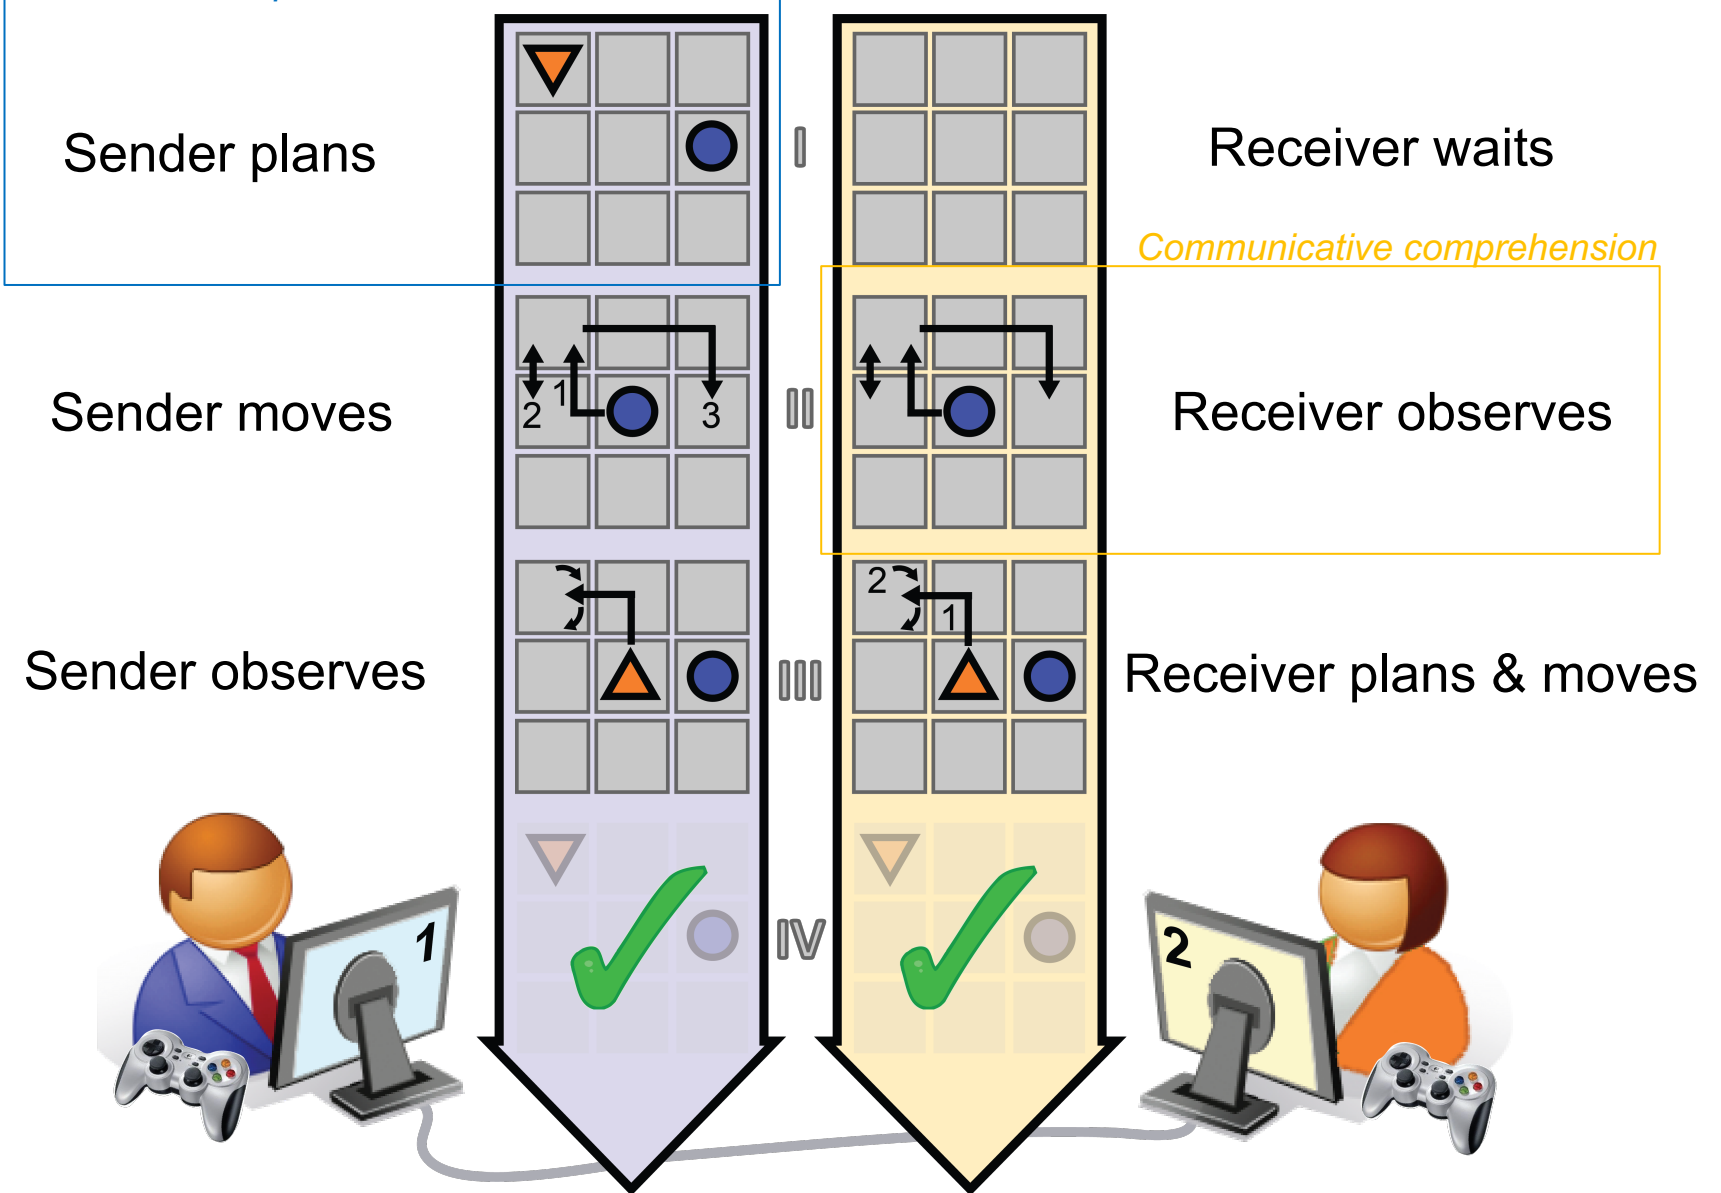 Sender plans
I
Receiver waits
Communicative comprehension
Sender moves
2 1 3
II
Receiver observes
2
1
Sender observes
III
Receiver plans & moves
1
IV
2